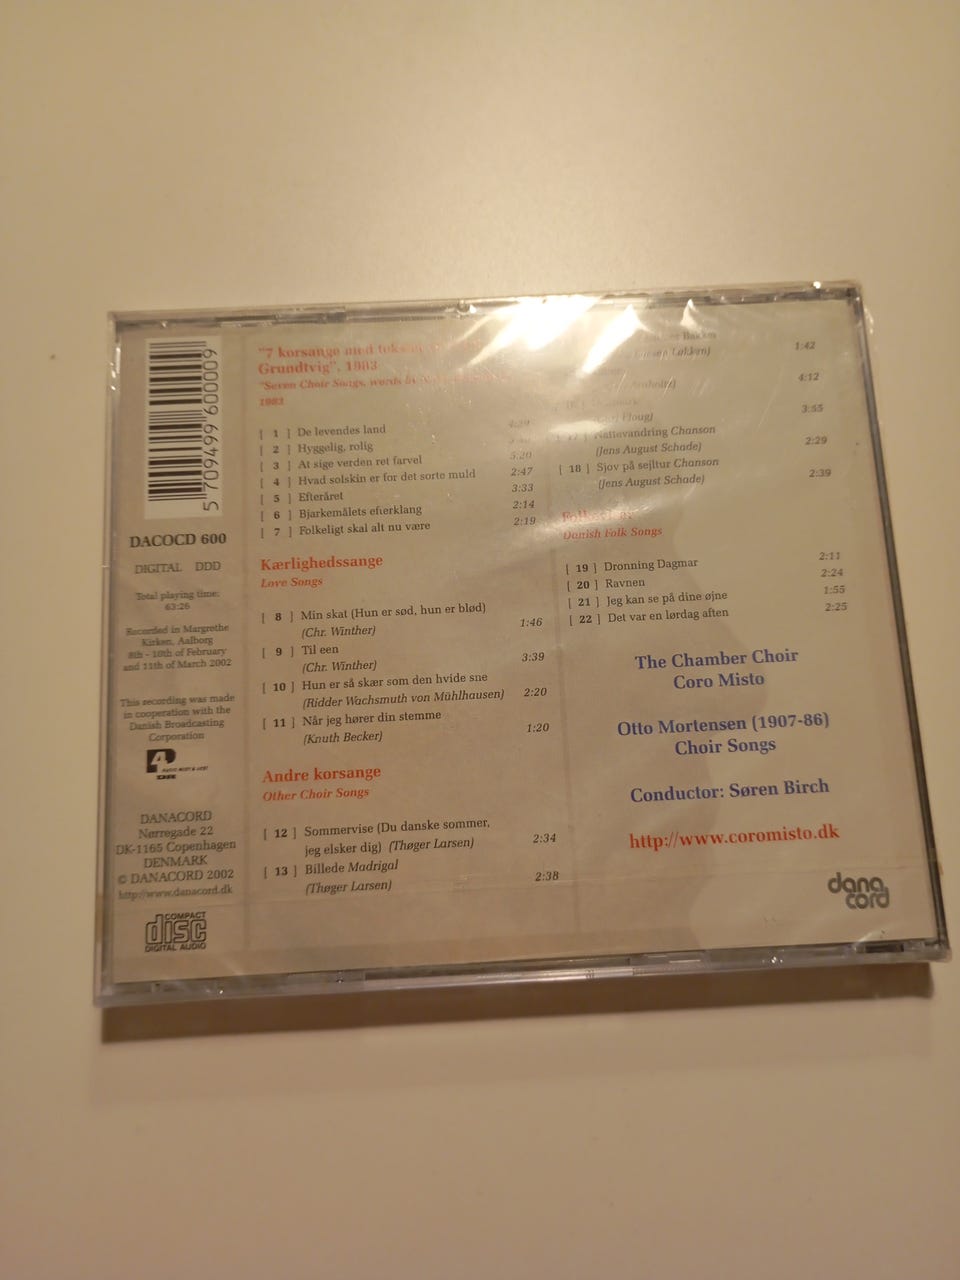 5 709499 600009
DACOCD 600
DIGITAL DDD
Total playing time:
63:26
Recorded in Margrethe
Kirken, Aalborg
8th - 10th of February
and 11th of March 2002
This recording was made
in cooperation with the
Danish Broadcasting
Corporation
DANACORD
Nørregade 22
DK-1165 Copenhagen
DENMARK
© DANACORD 2002
http://www.danacord.dk
COMPACT
disc
DIGITAL AUDIO
"7 korsange med
Grundtvig", 1983
"Seven Choir Songs, words by
1983
[ 1 ] De levendes land
[ 2 ] Hyggelig, rolig
[ 3 ] At sige verden ret farvel 5:20
[ 4 ] Hvad solskin er for det sorte muld 2:47
[ 5 ] Efteråret 3:33
[ 6 ] Bjarkemålets efterklang 2:14
[ 7 ] Folkeligt skal alt nu være 2:19
Kærlighedssange
Love Songs
[ 8 ] Min skat (Hun er sød, hun er blød)
(Chr. Winther) 1:46
[ 9 ] Til een
(Chr. Winther) 3:39
[ 10 ] Hun er så skær som den hvide sne
(Ridder Wachsmuth von Mühlhausen) 2:20
[ 11 ] Når jeg hører din stemme
(Knuth Becker) 1:20
Andre korsange
Other Choir Songs
[ 12 ] Sommervise (Du danske sommer,
jeg elsker dig) (Thøger Larsen) 2:34
[ 13 ] Billede Madrigal
(Thøger Larsen) 2:38
Løkken) 1:42
4:12
Ploug) 3:55
Nattevandring Chanson
(Jens August Schade) 2:29
[ 18 ] Sjov på sejltur Chanson
(Jens August Schade) 2:39
Danish Folk Songs
[ 19 ] Dronning Dagmar 2:11
[ 20 ] Ravnen 2:24
[ 21 ] Jeg kan se på dine øjne 1:55
[ 22 ] Det var en lørdag aften 2:25
The Chamber Choir
Coro Misto
Otto Mortensen (1907-86)
Choir Songs
Conductor: Søren Birch
http://www.coromisto.dk
dana
cord